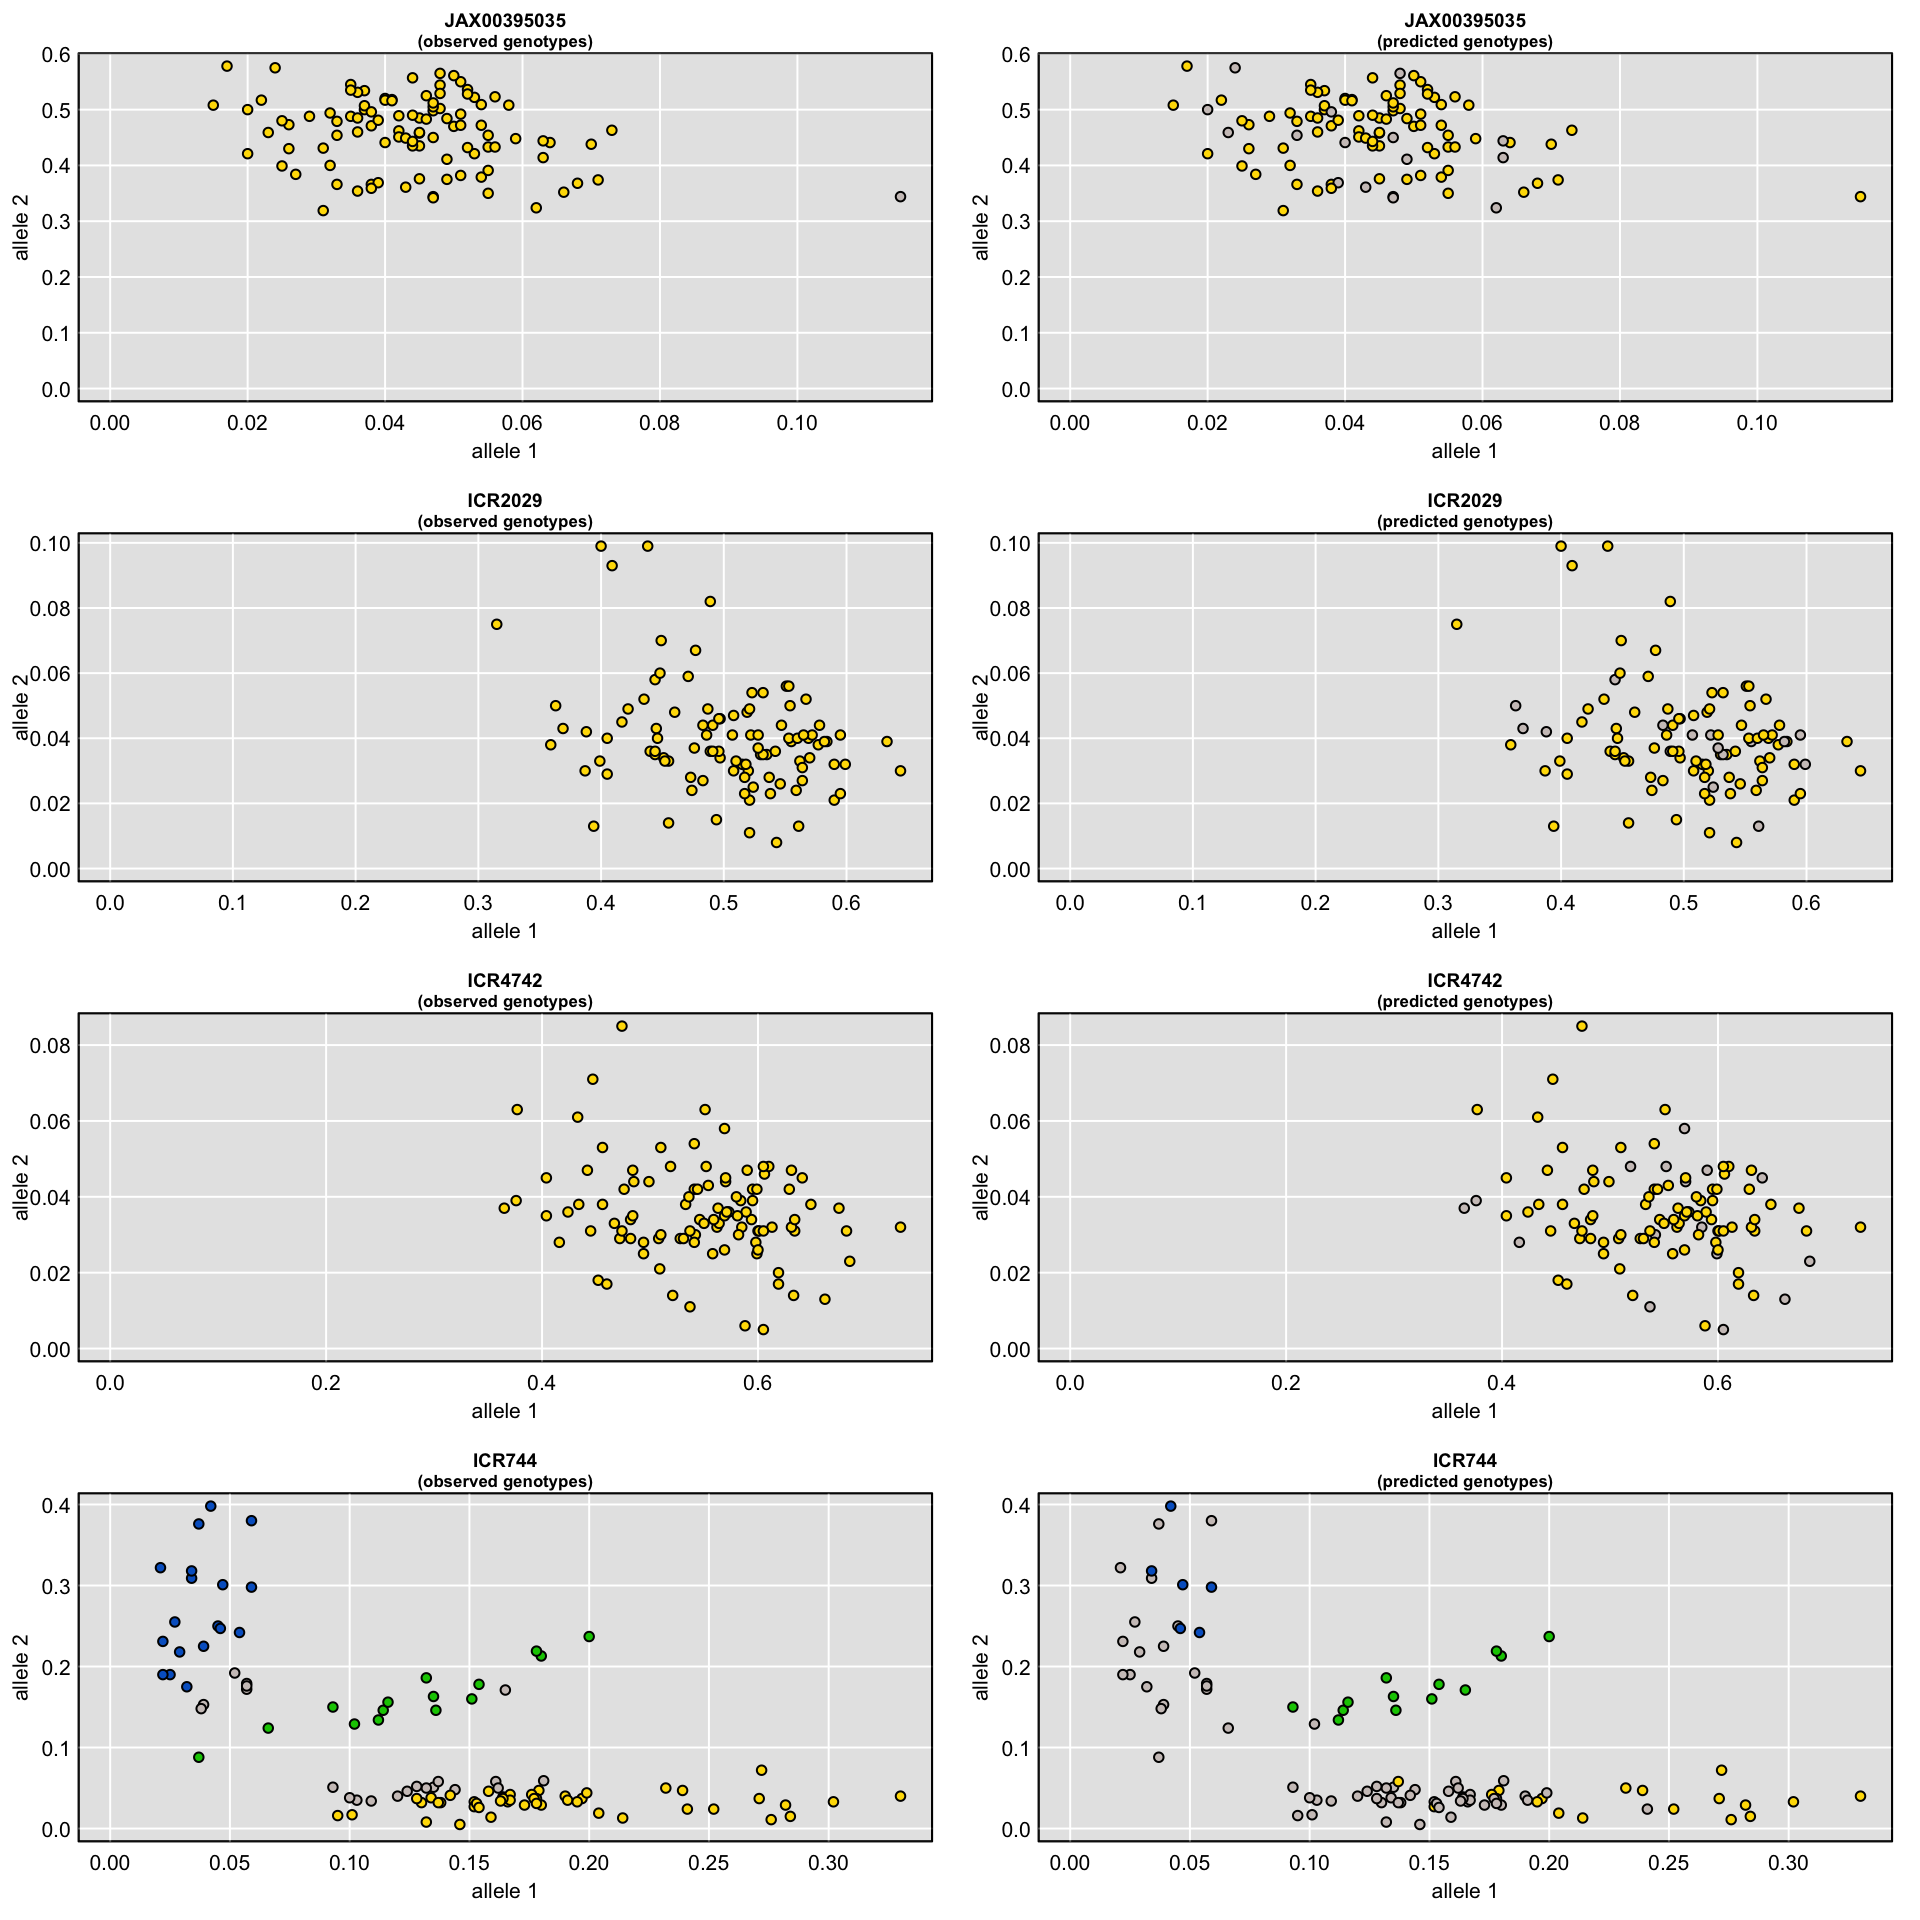 JAX00395035
(observed genotypes)
0.6
0.5
0.4
0.3
0.2
0.1
0.0
allele 2
0.00 0.02 0.04 0.06 0.08 0.10
allele 1
JAX00395035
(predicted genotypes)
0.6
0.5
0.4
0.3
0.2
0.1
0.0
allele 2
0.00 0.02 0.04 0.06 0.08 0.10
allele 1
ICR2029
(observed genotypes)
0.10
0.08
0.06
0.04
0.02
0.00
allele 2
0.0 0.1 0.2 0.3 0.4 0.5 0.6
allele 1
ICR2029
(predicted genotypes)
0.10
0.08
0.06
0.04
0.02
0.00
allele 2
0.0 0.1 0.2 0.3 0.4 0.5 0.6
allele 1
ICR4742
(observed genotypes)
0.08
0.06
0.04
0.02
0.00
allele 2
0.0 0.2 0.4 0.6
allele 1
ICR4742
(predicted genotypes)
0.08
0.06
0.04
0.02
0.00
allele 2
0.0 0.2 0.4 0.6
allele 1
ICR744
(observed genotypes)
0.4
0.3
0.2
0.1
0.0
allele 2
0.00 0.05 0.10 0.15 0.20 0.25 0.30
allele 1
ICR744
(predicted genotypes)
0.4
0.3
0.2
0.1
0.0
allele 2
0.00 0.05 0.10 0.15 0.20 0.25 0.30
allele 1